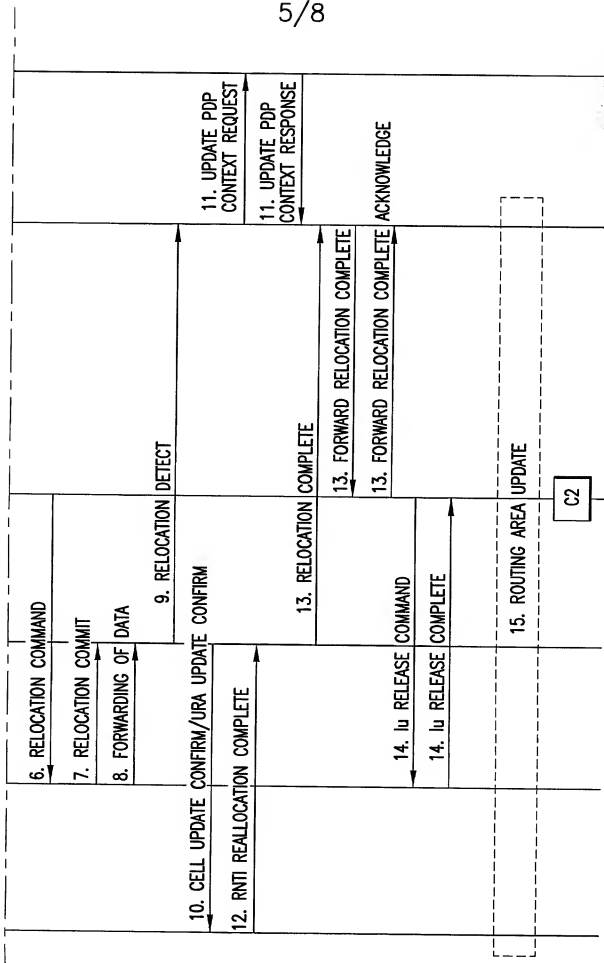 5/8
6. RELOCATION COMMAND
7. RELOCATION COMMIT
8. FORWARDING OF DATA
9. RELOCATION DETECT
10. CELL UPDATE CONFIRM/URA UPDATE CONFIRM
11. UPDATE PDP
CONTEXT REQUEST
11. UPDATE PDP
CONTEXT RESPONSE
12. RNTI REALLOCATION COMPLETE
13. RELOCATION COMPLETE
13. FORWARD RELOCATION COMPLETE
13. FORWARD RELOCATION COMPLETE ACKNOWLEDGE
14. Iu RELEASE COMMAND
14. Iu RELEASE COMPLETE
15. ROUTING AREA UPDATE
C2